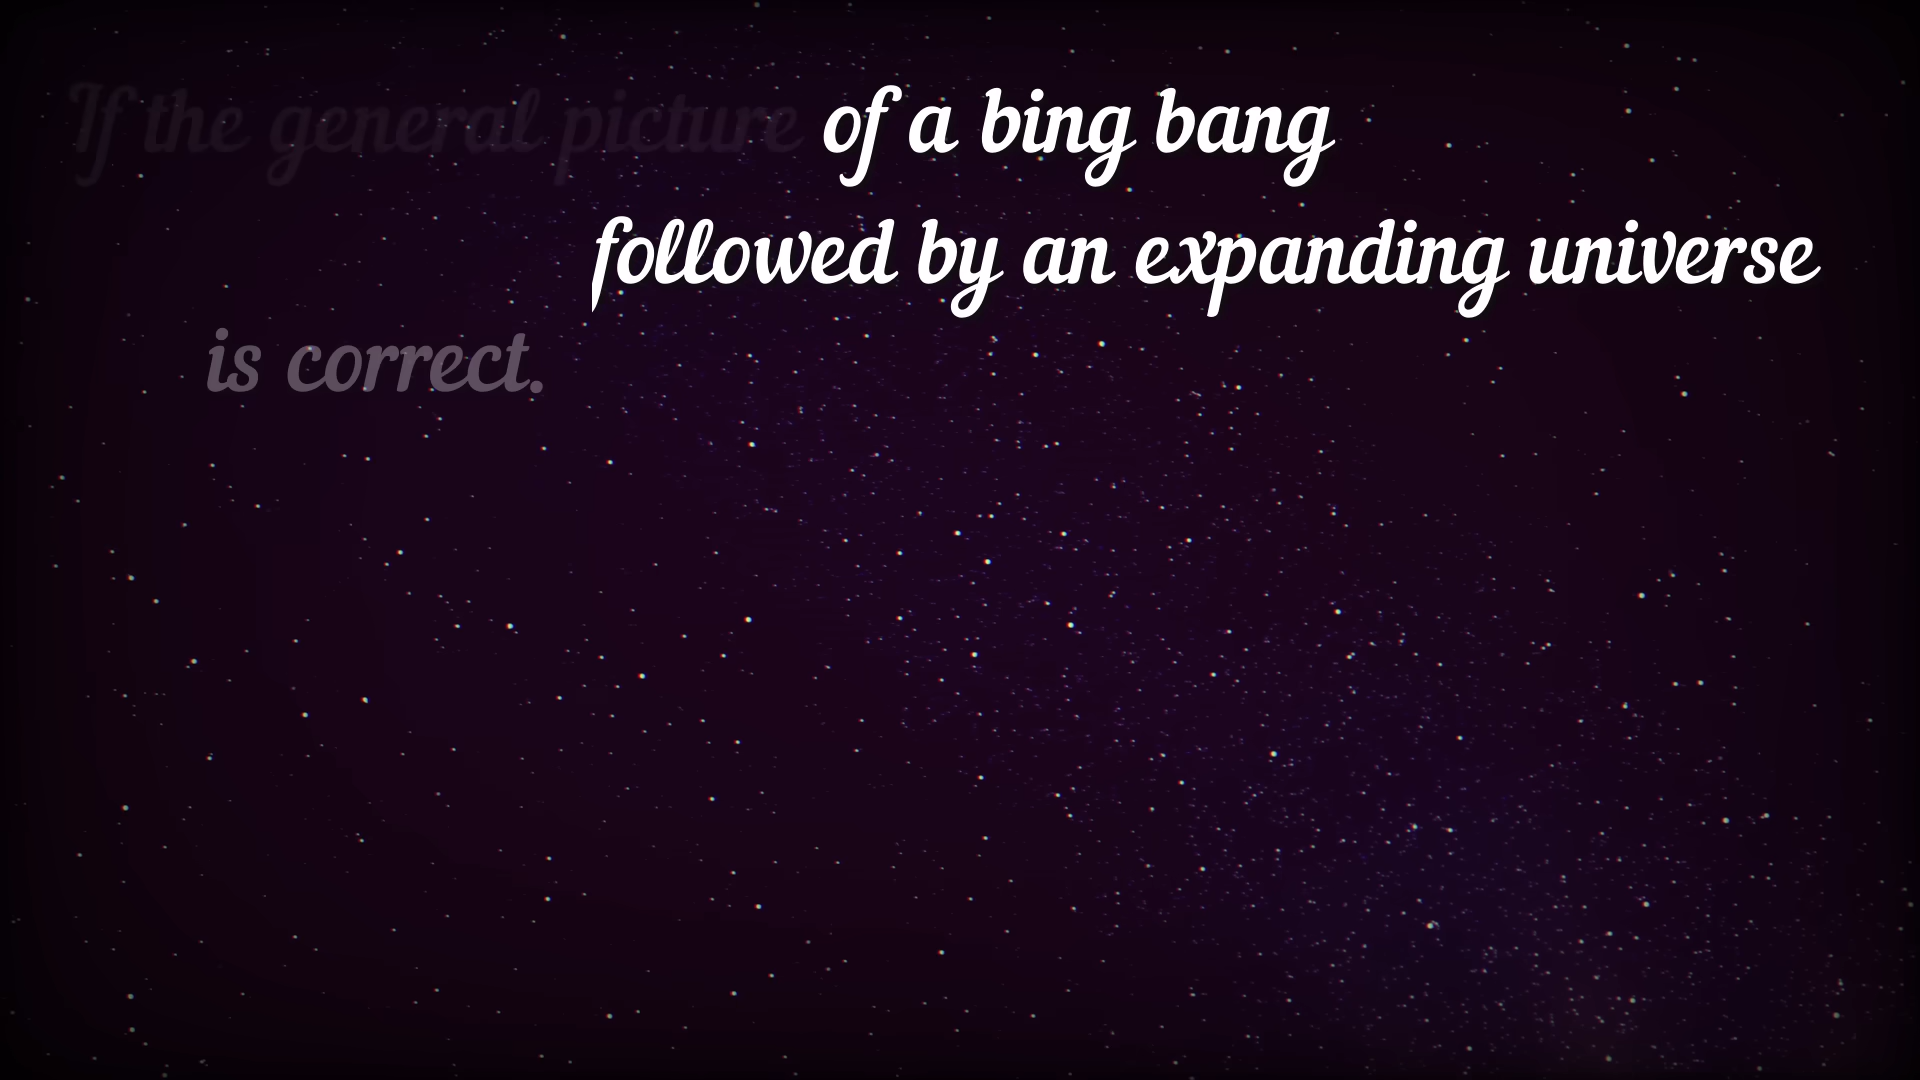 If the general picture of a bing bang
followed by an expanding universe
is correct.